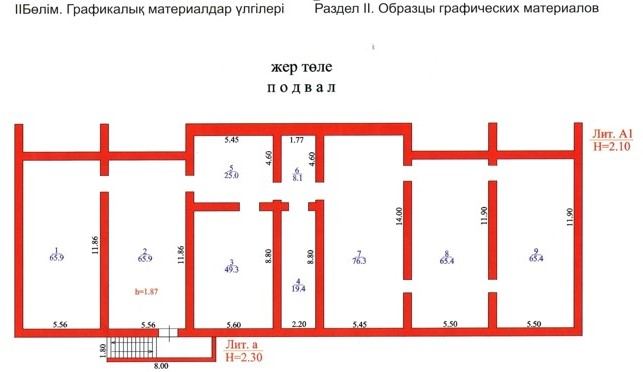 IIБөлім. Графикалық материалдар үлгілері Раздел II. Образцы графических материалов
жер төле
подвал
Лит. А1
H=2.10
5.45 1.77
4.60 4.60
5
25.0
6
8.1
11.86 11.86 14.00 11.90 11.90
1
65.9
2
65.9
3
49.3
8.80 8.80
4
19.4
7
76.3
8
65.4
9
65.4
h=1.87
5.56 5.56 5.60 2.20 5.45 5.50 5.50
1.80
8.00
Лит. а
H=2.30